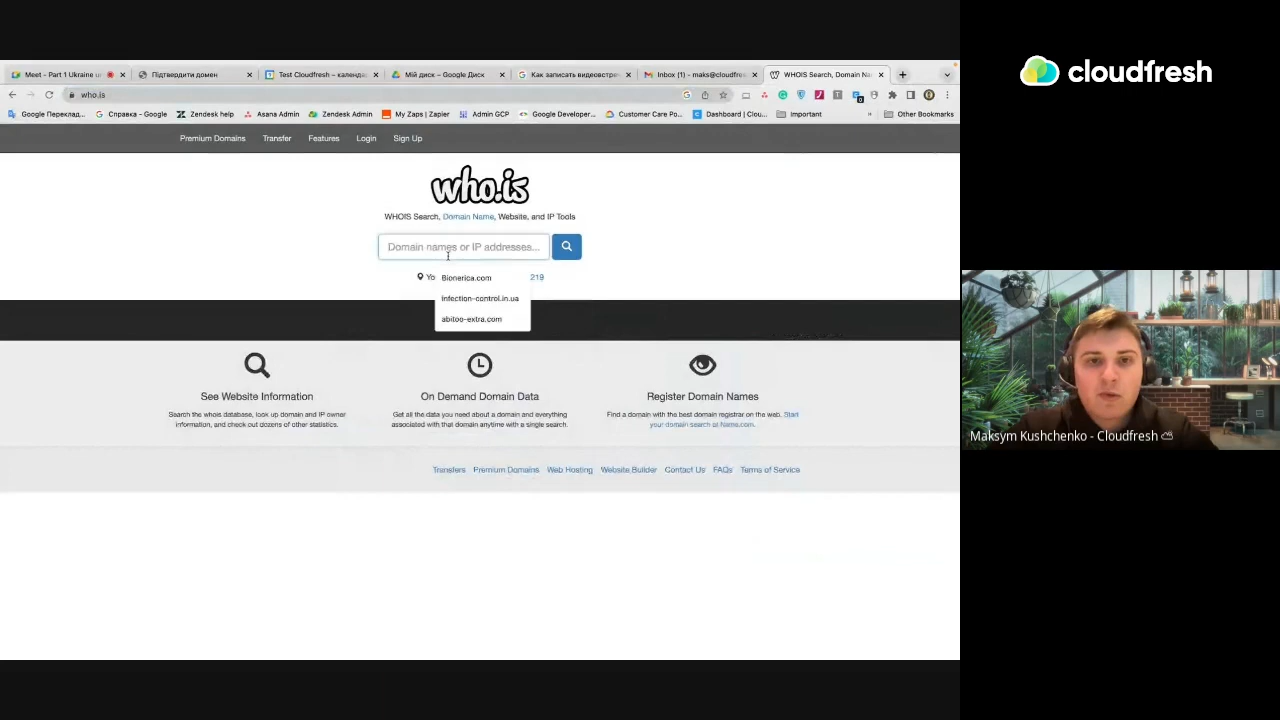 cloudfresh
Meet - Part 1 Ukraine
Підтвердити домен
Test Cloudfresh – календа
Мій диск – Google Диск
Как записать видеовстре
Inbox (1) - maks@cloudfres
WHOIS Search, Domain Na
who.is
Google Переклад...
Справка - Google
Zendesk help
Asana Admin
Zendesk Admin
My Zaps | Zapier
Admin GCP
Google Developer...
Customer Care Po...
Dashboard | Clou...
Important
»
Other Bookmarks
Premium Domains
Transfer
Features
Login
Sign Up
who.is
WHOIS Search, Domain Name, Website, and IP Tools
Domain names or IP addresses...
Yo
219
Bionerica.com
infection-control.in.ua
abitoo-extra.com
See Website Information
Search the whois database, look up domain and IP owner
information, and check out dozens of other statistics.
On Demand Domain Data
Get all the data you need about a domain and everything
associated with that domain anytime with a single search.
Register Domain Names
Find a domain with the best domain registrar on the web. Start
your domain search at Name.com.
Transfers
Premium Domains
Web Hosting
Website Builder
Contact Us
FAQs
Terms of Service
Maksym Kushchenko - Cloudfresh